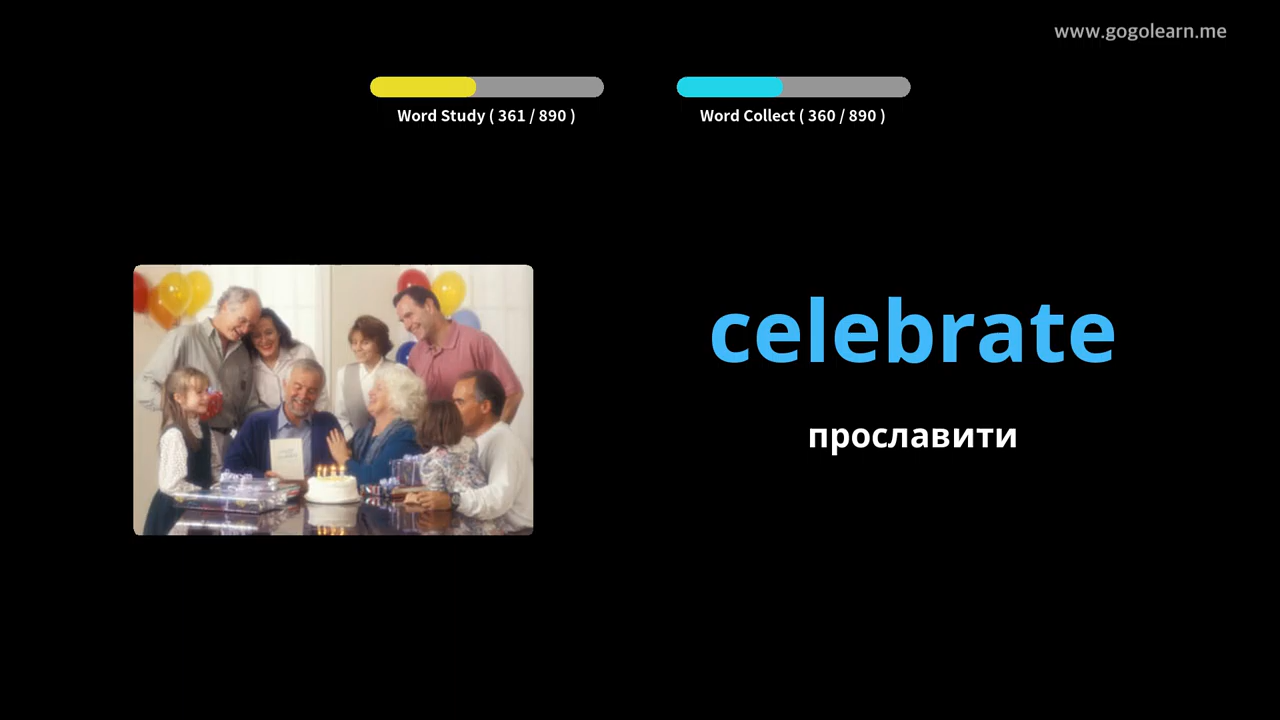 www.gogolearn.me
Word Study ( 361 / 890 )
Word Collect ( 360 / 890 )
celebrate
прославити